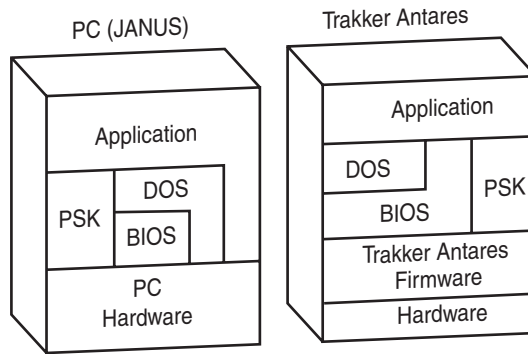 PC (JANUS)
Application
PSK
DOS
BIOS
PC
Hardware
Trakker Antares
Application
DOS
BIOS
PSK
Trakker Antares
Firmware
Hardware